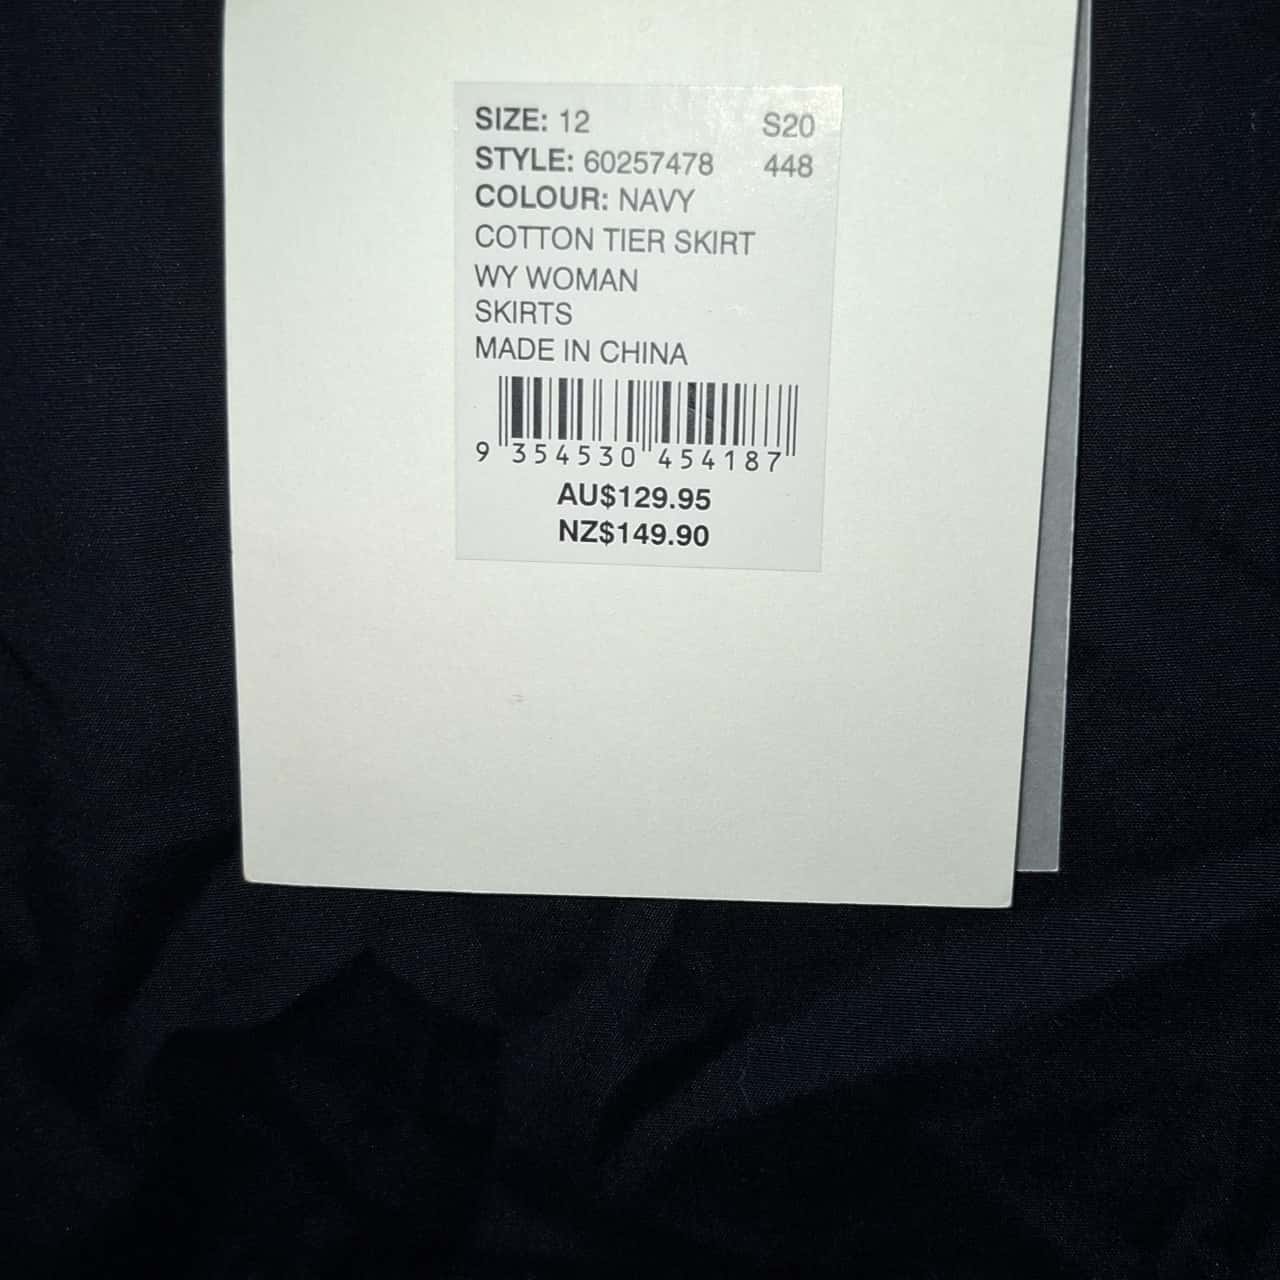 SIZE: 12 S20
STYLE: 60257478 448
COLOUR: NAVY
COTTON TIER SKIRT
WY WOMAN
SKIRTS
MADE IN CHINA
9 354530 454187
AU$129.95
NZ$149.90